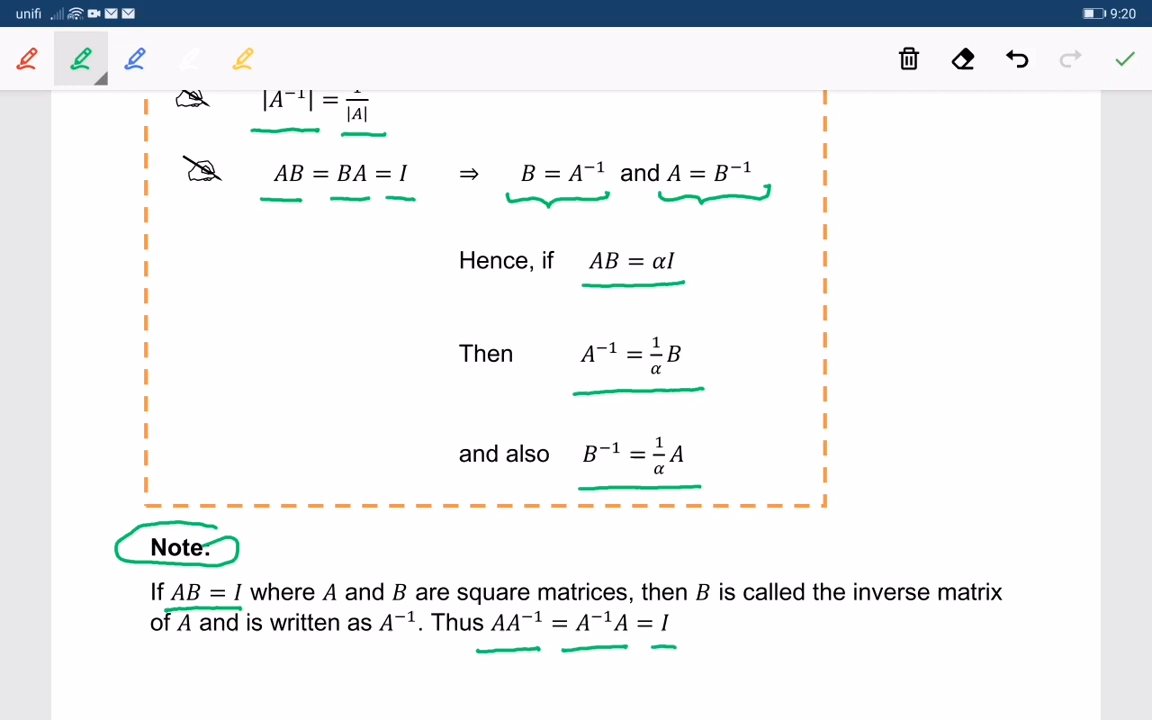 unifi 9:20
|A⁻¹| = 1/|A|
AB = BA = I ⇒ B = A⁻¹ and A = B⁻¹
Hence, if AB = αI
Then A⁻¹ = 1/α B
and also B⁻¹ = 1/α A
Note:
If AB = I where A and B are square matrices, then B is called the inverse matrix
of A and is written as A⁻¹. Thus AA⁻¹ = A⁻¹A = I